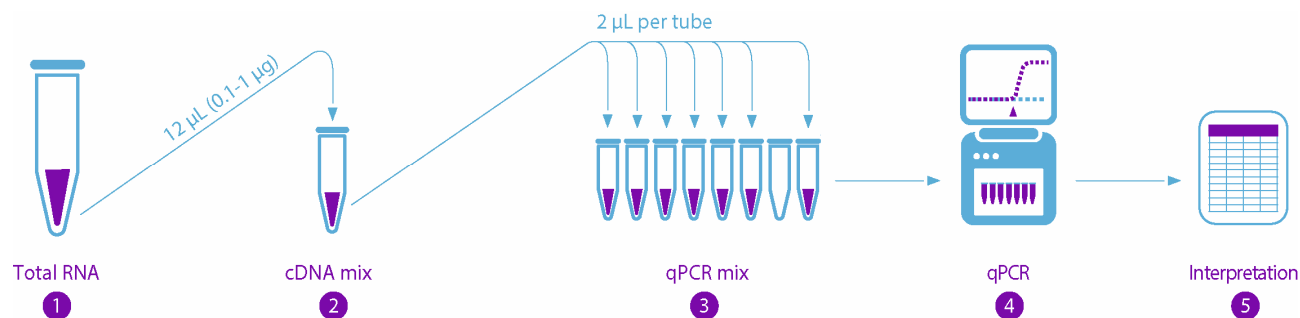 2 µL per tube
12 µL (0.1-1 µg)
Total RNA
cDNA mix
qPCR mix
qPCR
Interpretation
1
2
3
4
5